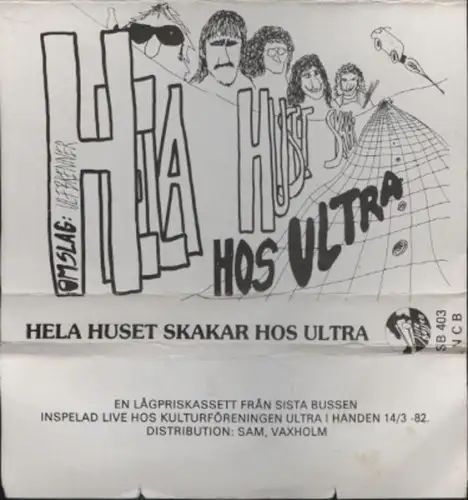 HELA
HUSET
SKAKAR
HOS ULTRA
OMSLAG:
HELA HUSET SKAKAR HOS ULTRA
SB 403
NCB
EN LÅGPRISKASSETT FRÅN SISTA BUSSEN
INSPELAD LIVE HOS KULTURFÖRENINGEN ULTRA I HANDEN 14/3 -82.
DISTRIBUTION: SAM, VAXHOLM